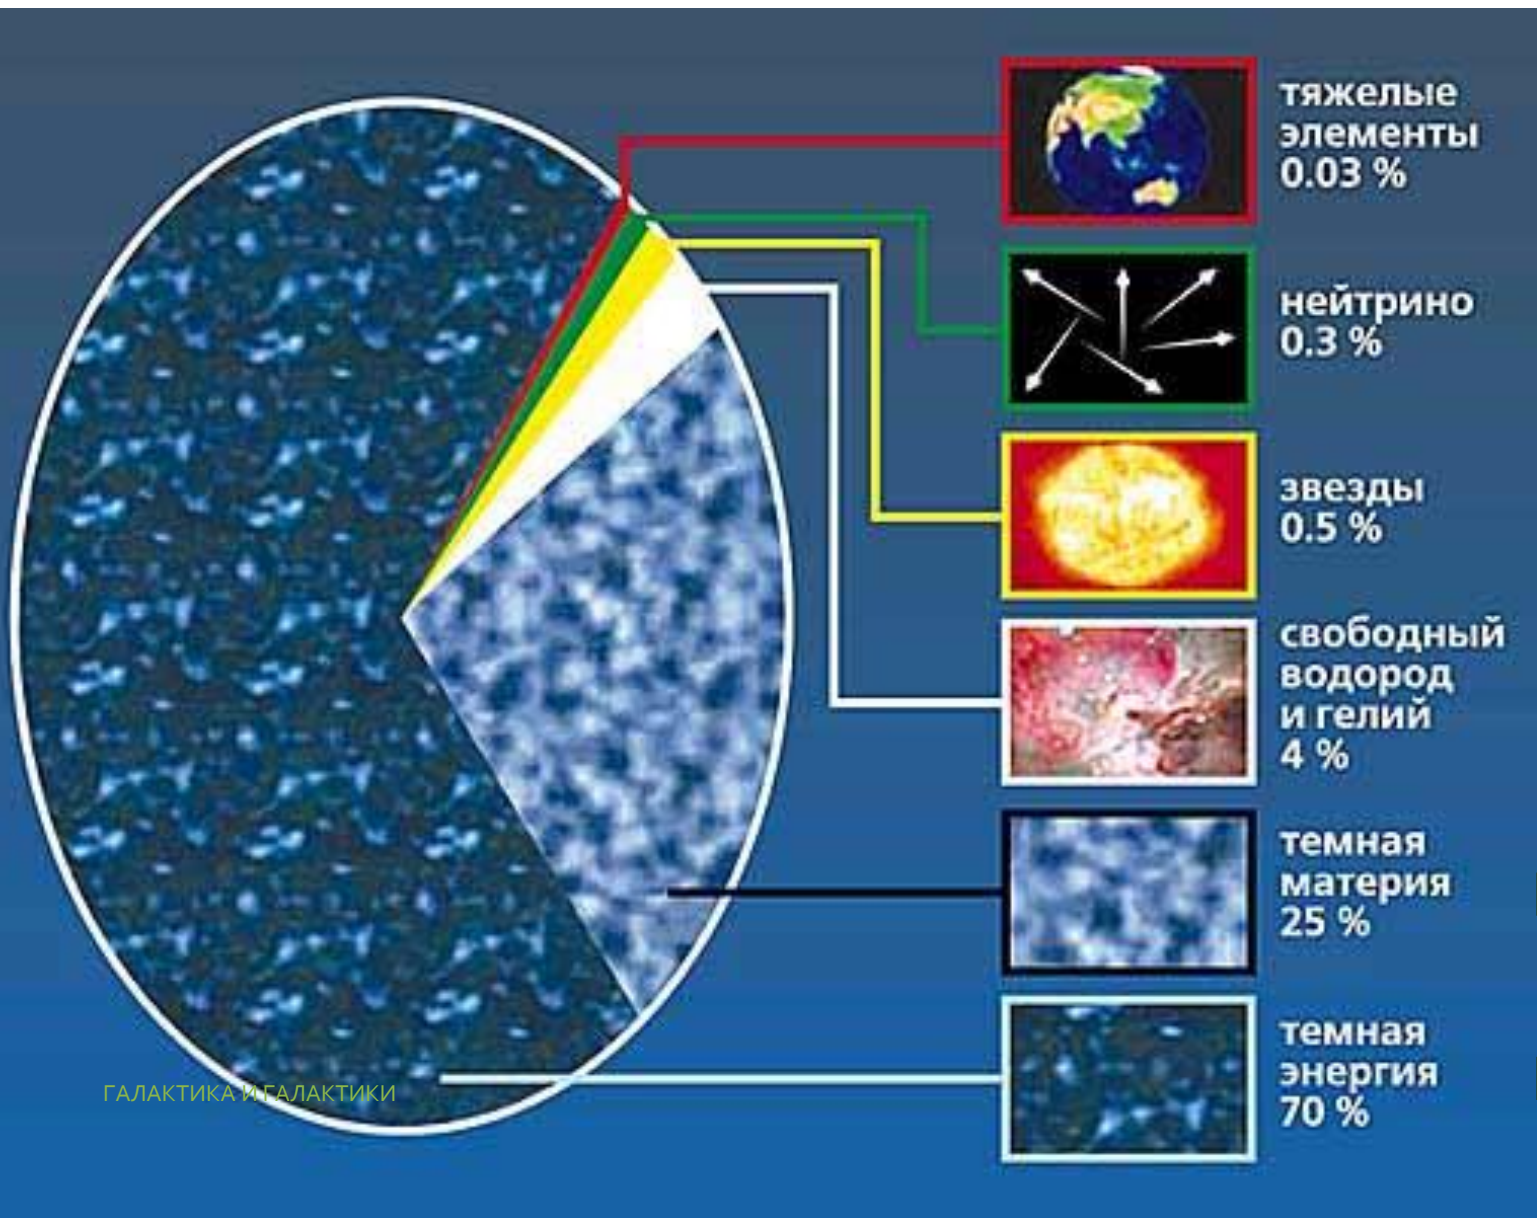 тяжелые
элементы
0.03 %
нейтрино
0.3 %
звезды
0.5 %
свободный
водород
и гелий
4 %
темная
материя
25 %
темная
энергия
70 %
ГАЛАКТИКА И ГАЛАКТИКИ